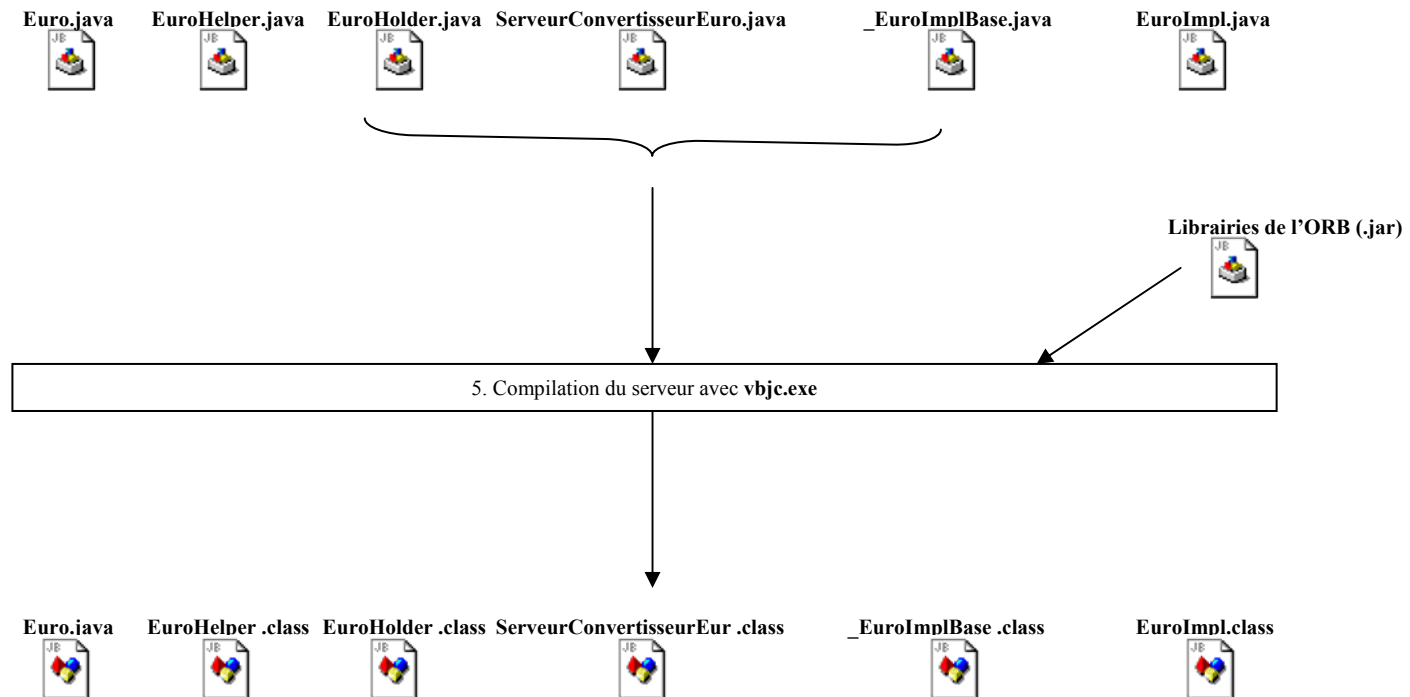 Euro.java EuroHelper.java EuroHolder.java ServeurConvertisseurEuro.java _EuroImplBase.java EuroImpl.java
JB JB JB JB JB JB
Librairies de l’ORB (.jar)
JB
5. Compilation du serveur avec vbjc.exe
Euro.java EuroHelper .class EuroHolder .class ServeurConvertisseurEur .class _EuroImplBase .class EuroImpl.class
JB JB JB JB JB JB